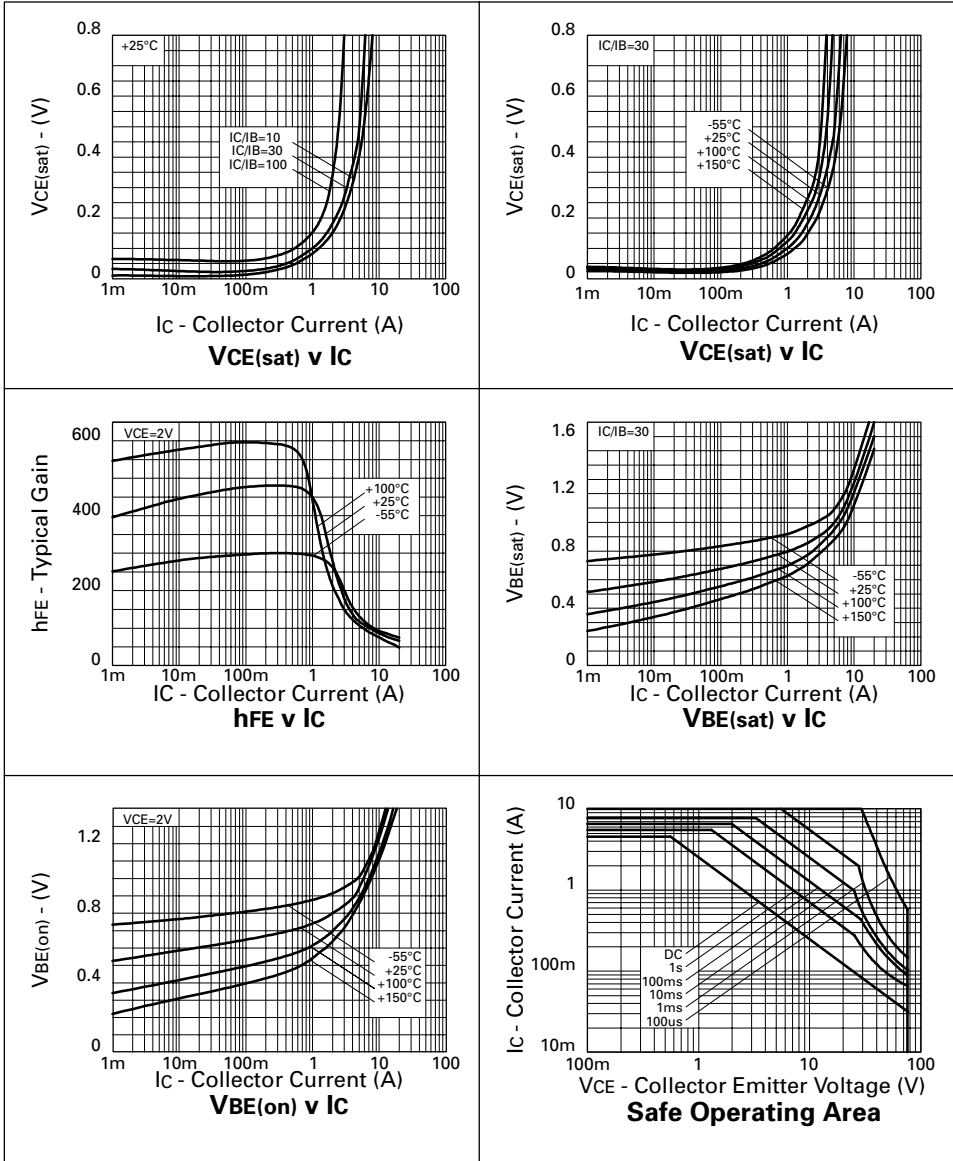 0.8
+25°C
0.6
0.4
0.2
0
VCE(sat) - (V)
IC/IB=10
IC/IB=30
IC/IB=100
1m 10m 100m 1 10 100
IC - Collector Current (A)
VCE(sat) v IC
0.8
IC/IB=30
0.6
0.4
0.2
0
VCE(sat) - (V)
-55°C
+25°C
+100°C
+150°C
1m 10m 100m 1 10 100
IC - Collector Current (A)
VCE(sat) v IC
600
VCE=2V
400
200
0
hFE - Typical Gain
+100°C
+25°C
-55°C
1m 10m 100m 1 10 100
IC - Collector Current (A)
hFE v IC
1.6
IC/IB=30
1.2
0.8
0.4
0
VBE(sat) - (V)
-55°C
+25°C
+100°C
+150°C
1m 10m 100m 1 10 100
IC - Collector Current (A)
VBE(sat) v IC
VCE=2V
1.2
0.8
0.4
0
VBE(on) - (V)
-55°C
+25°C
+100°C
+150°C
1m 10m 100m 1 10 100
IC - Collector Current (A)
VBE(on) v IC
10
1
100m
10m
IC - Collector Current (A)
DC
1s
100ms
10ms
1ms
100us
100m 1 10 100
VCE - Collector Emitter Voltage (V)
Safe Operating Area